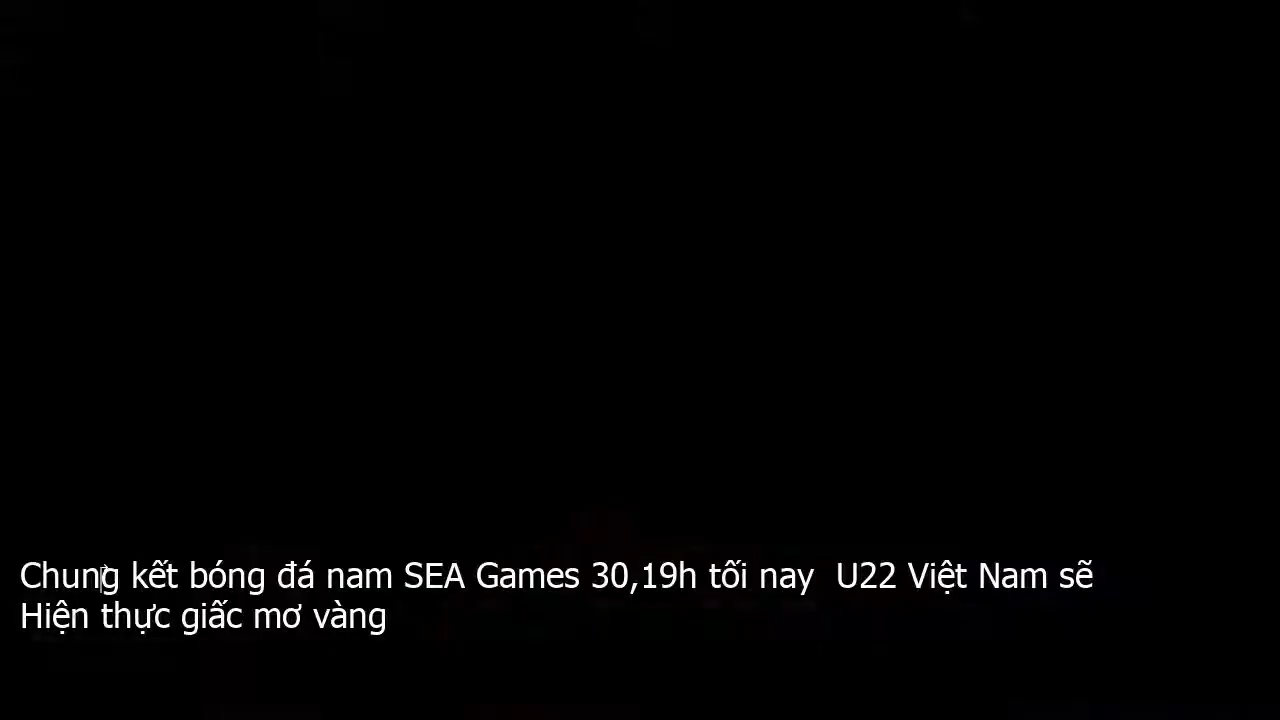 Chung kết bóng đá nam SEA Games 30,19h tối nay  U22 Việt Nam sẽ
Hiện thực giấc mơ vàng